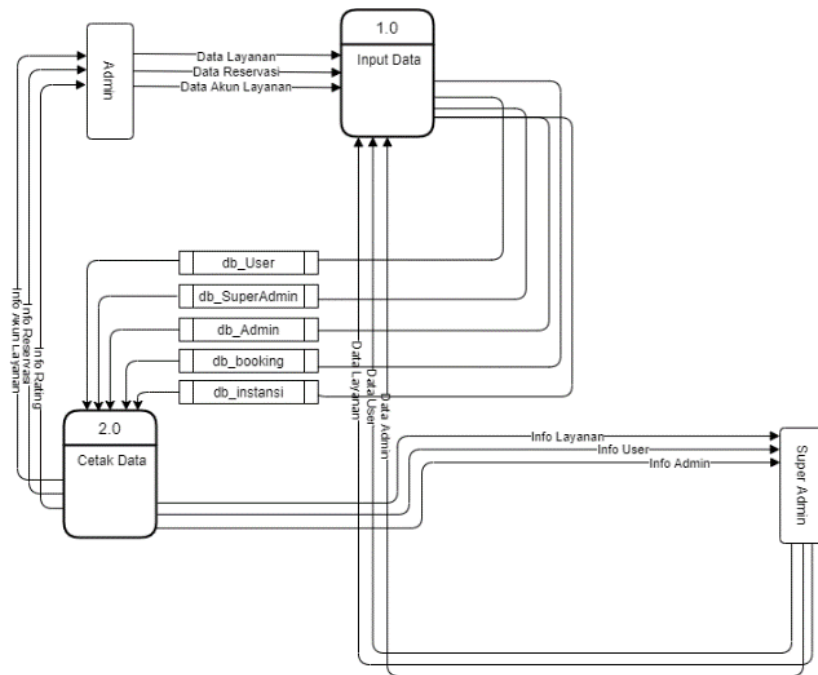 1.0
Input Data
Admin
Data Layanan
Data Reservasi
Data Akun Layanan
db_User
db_SuperAdmin
db_Admin
db_booking
db_instansi
Info Akun Layanan
Info Reservasi
Info Rating
Data Layanan
Data User
Data Admin
2.0
Cetak Data
Info Layanan
Info User
Info Admin
Super Admin